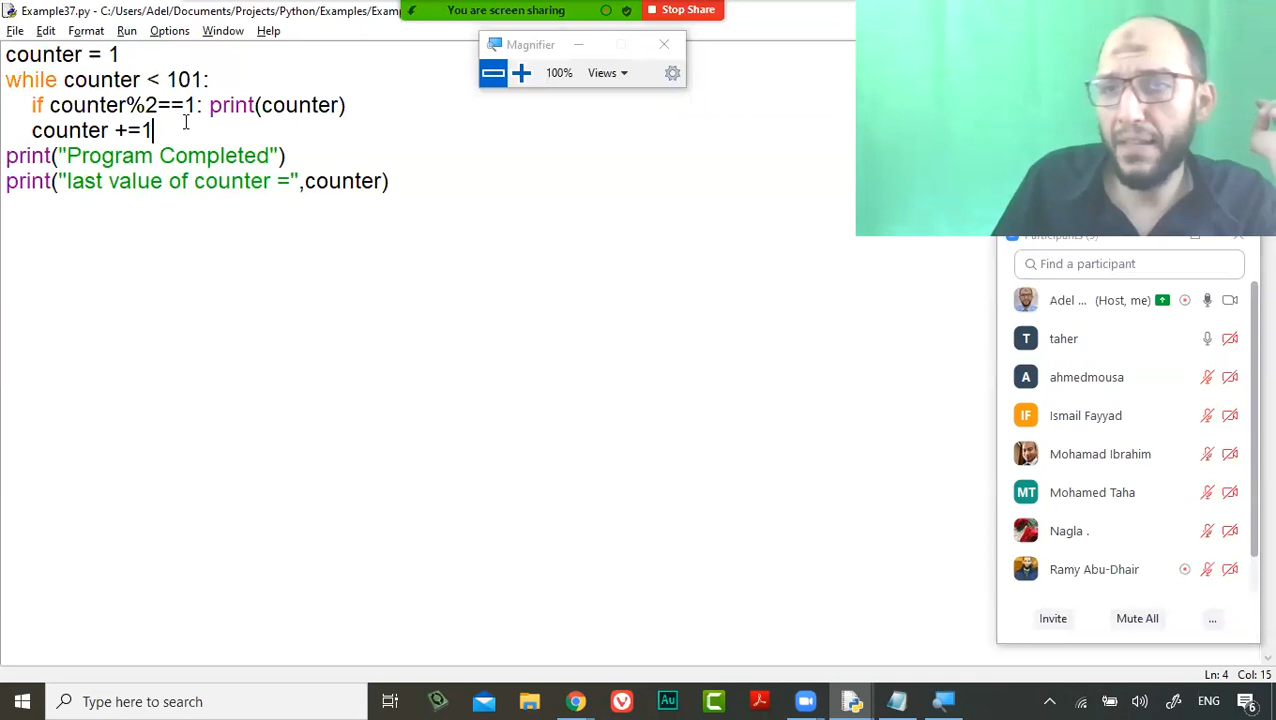 Example37.py - C:/Users/Adel/Documents/Projects/Python/Examples/Exam
You are screen sharing
Stop Share
File Edit Format Run Options Window Help
Magnifier
100% Views
counter = 1
while counter < 101:
if counter%2==1: print(counter)
counter +=1
print("Program Completed")
print("last value of counter =",counter)
Find a participant
Adel ... (Host, me)
T taher
A ahmedmousa
IF Ismail Fayyad
Mohamad Ibrahim
MT Mohamed Taha
Nagla .
Ramy Abu-Dhair
Invite Mute All ...
Ln: 4 Col: 15
Type here to search
Au
ENG
6